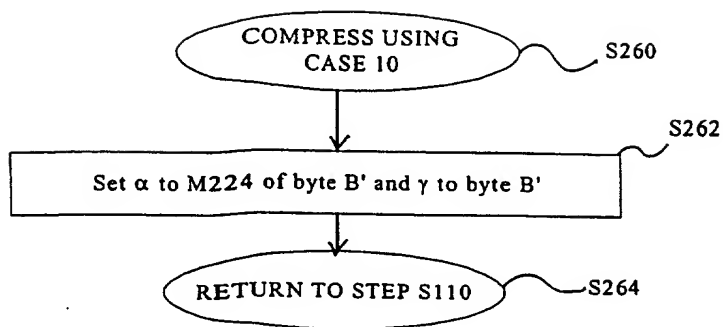 COMPRESS USING
CASE 10
S260
S262
Set α to M224 of byte B' and γ to byte B'
RETURN TO STEP S110
S264